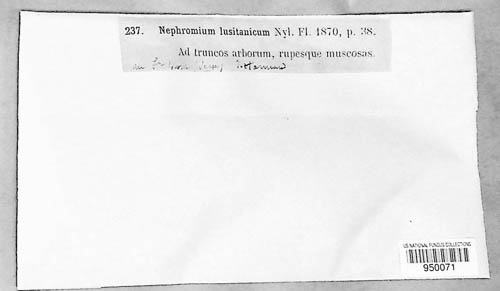 237. Nephromium lusitanicum Nyl. Fl. 1870, p. 38.
Ad truncos arborum, rupesque muscosas.
US NATIONAL FUNGUS COLLECTIONS
950071